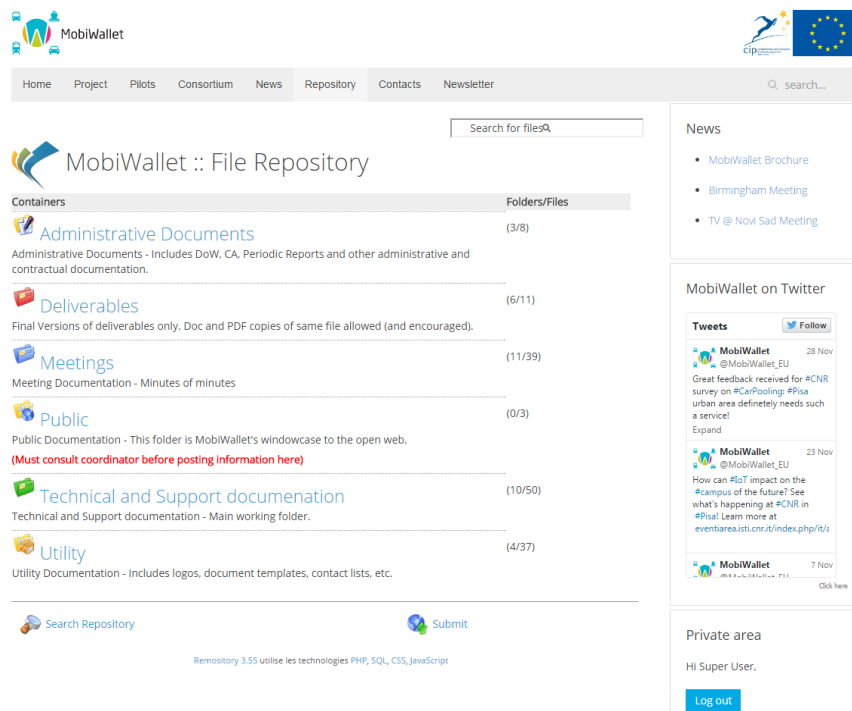 MobiWallet
cip
Home Project Pilots Consortium News Repository Contacts Newsletter search...
Search for files
MobiWallet :: File Repository
Containers Folders/Files
Administrative Documents (3/8)
Administrative Documents - Includes DoW, CA, Periodic Reports and other administrative and
contractual documentation.
Deliverables (6/11)
Final Versions of deliverables only. Doc and PDF copies of same file allowed (and encouraged).
Meetings (11/39)
Meeting Documentation - Minutes of minutes
Public (0/3)
Public Documentation - This folder is MobiWallet's windowcase to the open web.
(Must consult coordinator before posting information here)
Technical and Support documenation (10/50)
Technical and Support documentation - Main working folder.
Utility (4/37)
Utility Documentation - Includes logos, document templates, contact lists, etc.
Search Repository Submit
Remository 3.55 utilise les technologies PHP, SQL, CSS, JavaScript
News
MobiWallet Brochure
Birmingham Meeting
TV @ Novi Sad Meeting
MobiWallet on Twitter
Tweets Follow
MobiWallet 28 Nov
@MobiWallet_EU
Great feedback received for #CNR
survey on #CarPooling: #Pisa
urban area definetely needs such
a service!
Expand
MobiWallet 23 Nov
@MobiWallet_EU
How can #IoT impact on the
#campus of the future? See
what's happening at #CNR in
#Pisa! Learn more at
eventiarea.isti.cnr.it/index.php/it/
MobiWallet 7 Nov
@MobiWallet_EU
Click here
Private area
Hi Super User,
Log out